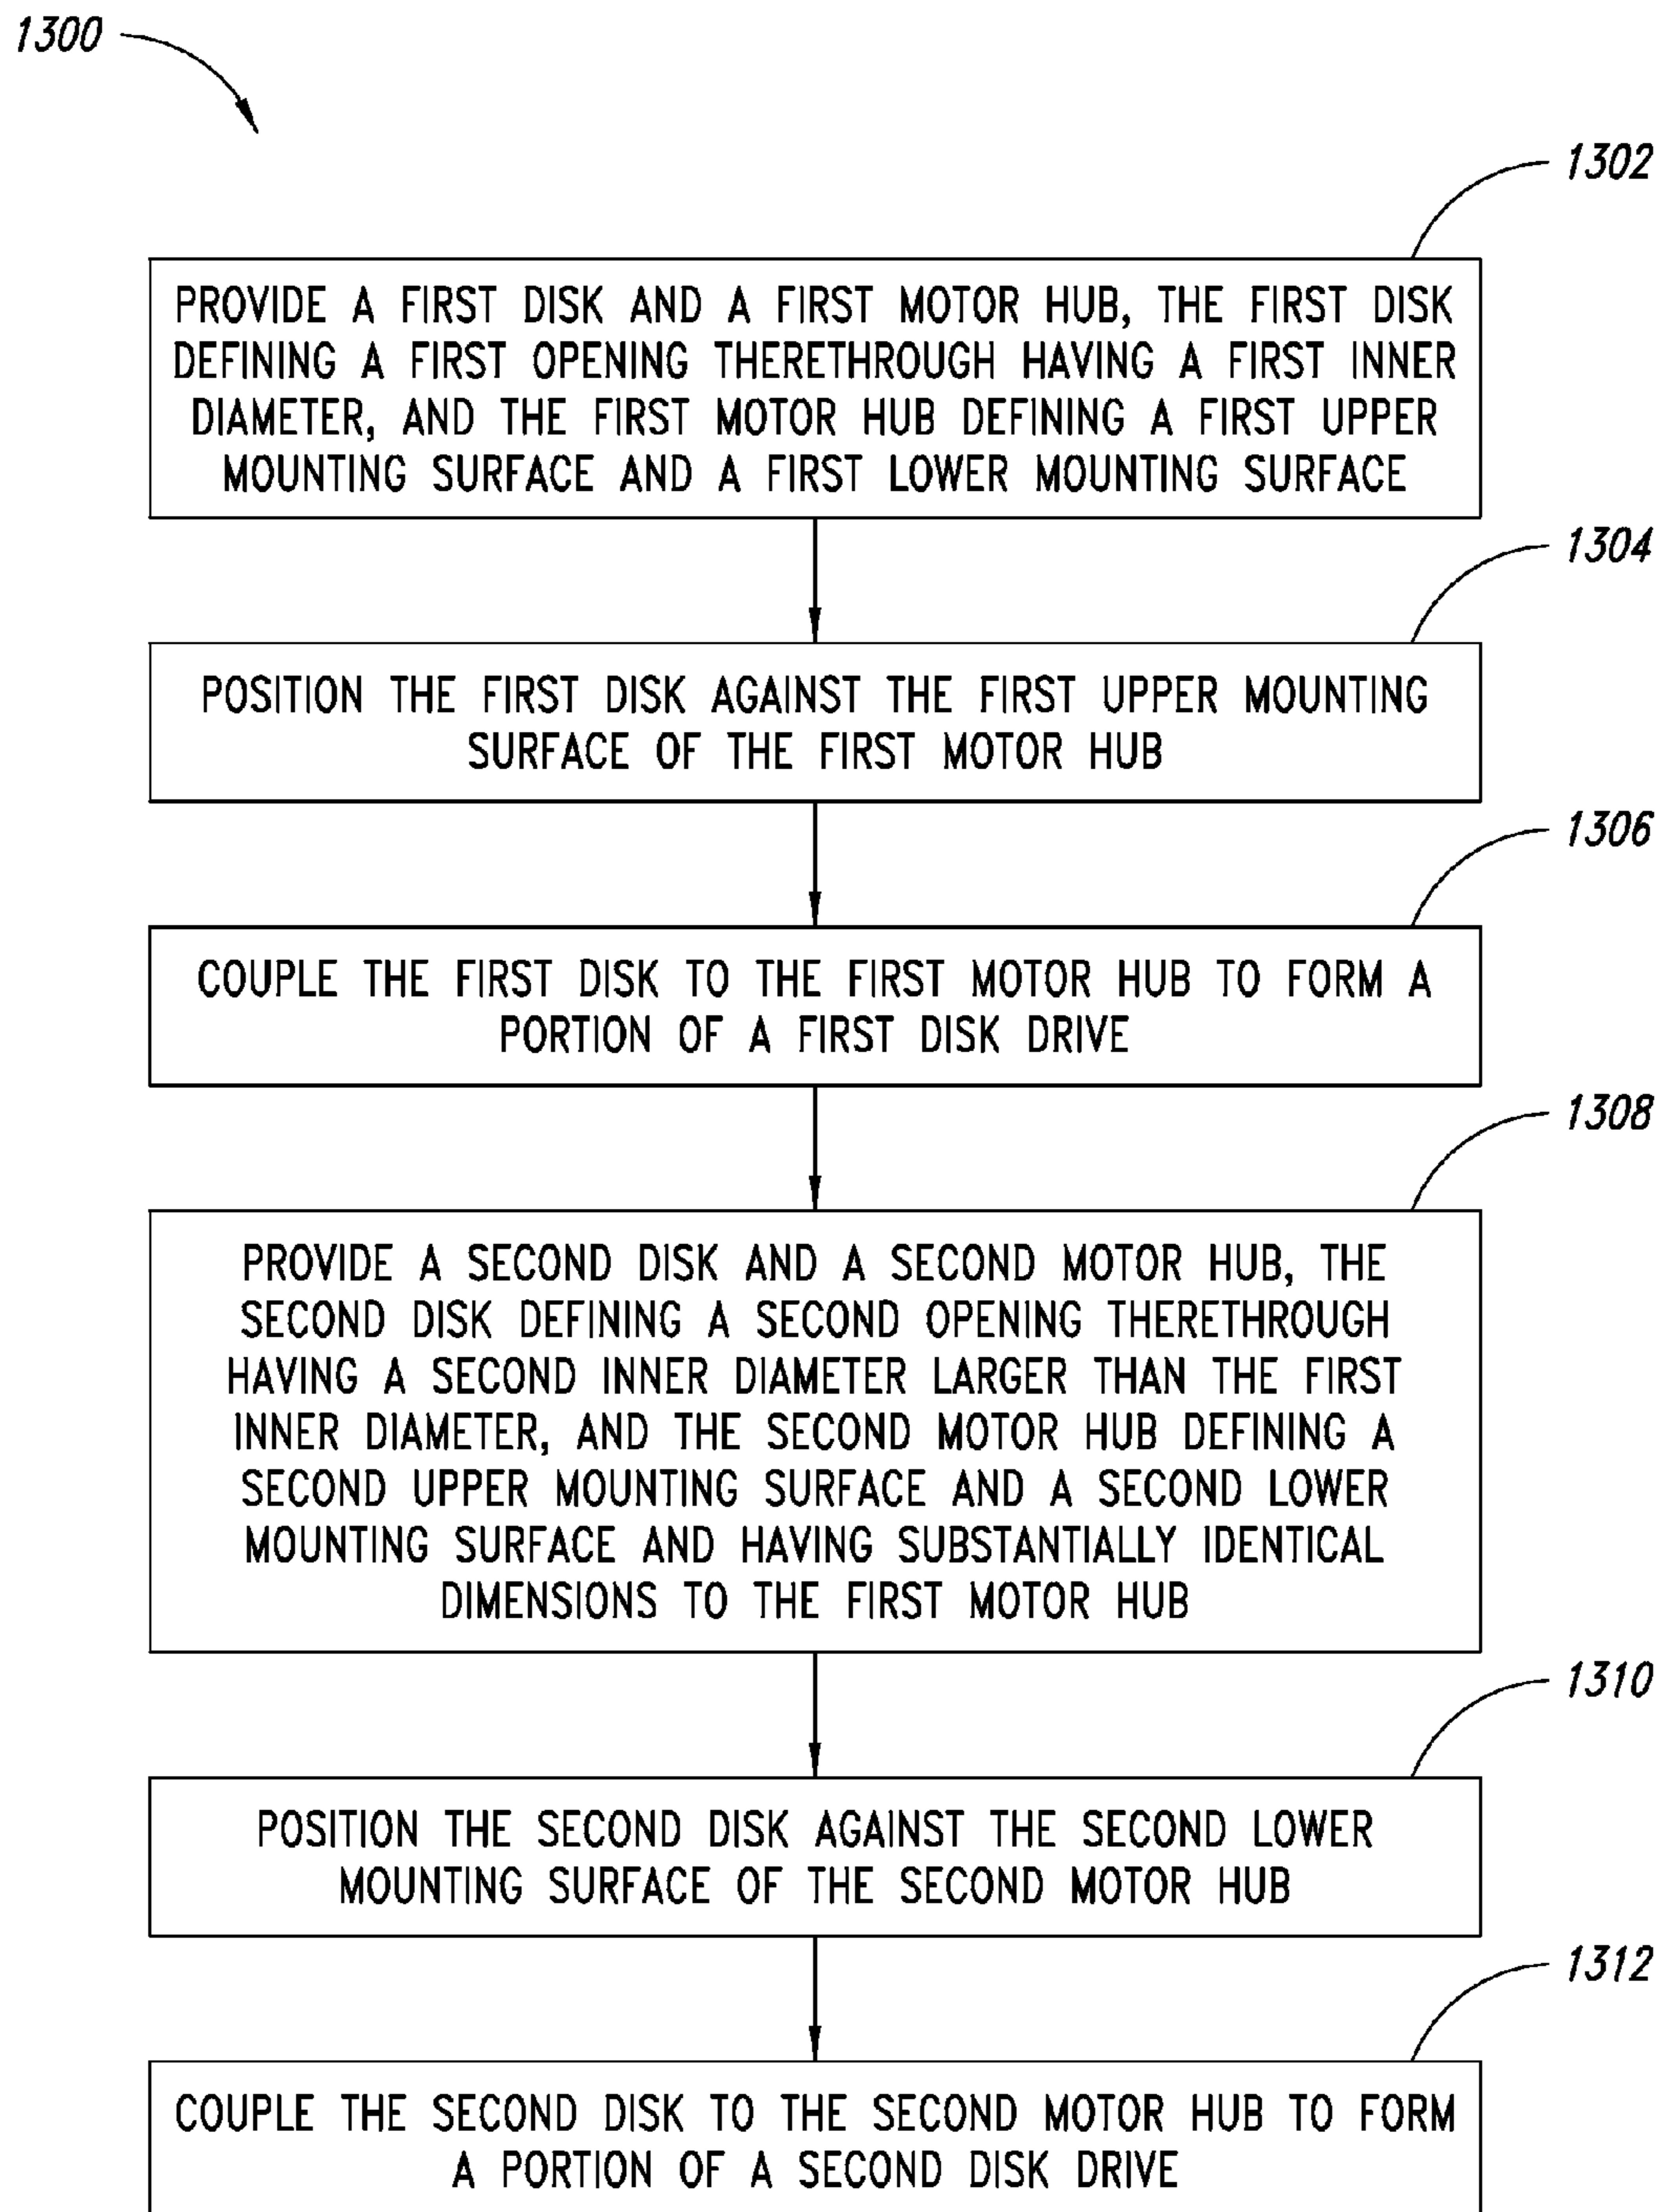 1300
1302
PROVIDE A FIRST DISK AND A FIRST MOTOR HUB, THE FIRST DISK
DEFINING A FIRST OPENING THERETHROUGH HAVING A FIRST INNER
DIAMETER, AND THE FIRST MOTOR HUB DEFINING A FIRST UPPER
MOUNTING SURFACE AND A FIRST LOWER MOUNTING SURFACE
1304
POSITION THE FIRST DISK AGAINST THE FIRST UPPER MOUNTING
SURFACE OF THE FIRST MOTOR HUB
1306
COUPLE THE FIRST DISK TO THE FIRST MOTOR HUB TO FORM A
PORTION OF A FIRST DISK DRIVE
1308
PROVIDE A SECOND DISK AND A SECOND MOTOR HUB, THE
SECOND DISK DEFINING A SECOND OPENING THERETHROUGH
HAVING A SECOND INNER DIAMETER LARGER THAN THE FIRST
INNER DIAMETER, AND THE SECOND MOTOR HUB DEFINING A
SECOND UPPER MOUNTING SURFACE AND A SECOND LOWER
MOUNTING SURFACE AND HAVING SUBSTANTIALLY IDENTICAL
DIMENSIONS TO THE FIRST MOTOR HUB
1310
POSITION THE SECOND DISK AGAINST THE SECOND LOWER
MOUNTING SURFACE OF THE SECOND MOTOR HUB
1312
COUPLE THE SECOND DISK TO THE SECOND MOTOR HUB TO FORM
A PORTION OF A SECOND DISK DRIVE